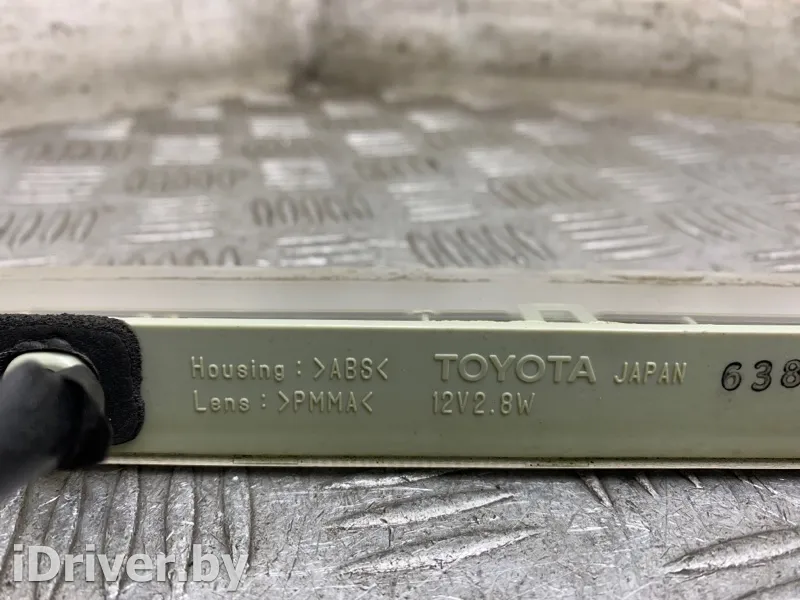 Housing : >ABS< TOYOTA JAPAN 638
Lens : >PMMA< 12V2.8W
iDriver.by